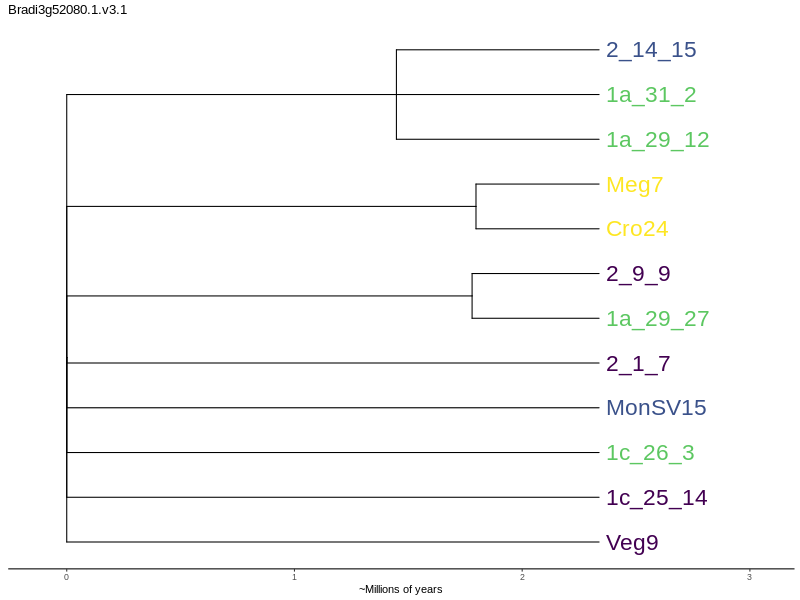 Bradi3g52080.1.v3.1
2_14_15
1a_31_2
1a_29_12
Meg7
Cro24
2_9_9
1a_29_27
2_1_7
MonSV15
1c_26_3
1c_25_14
Veg9
0 1 2 3
~Millions of years